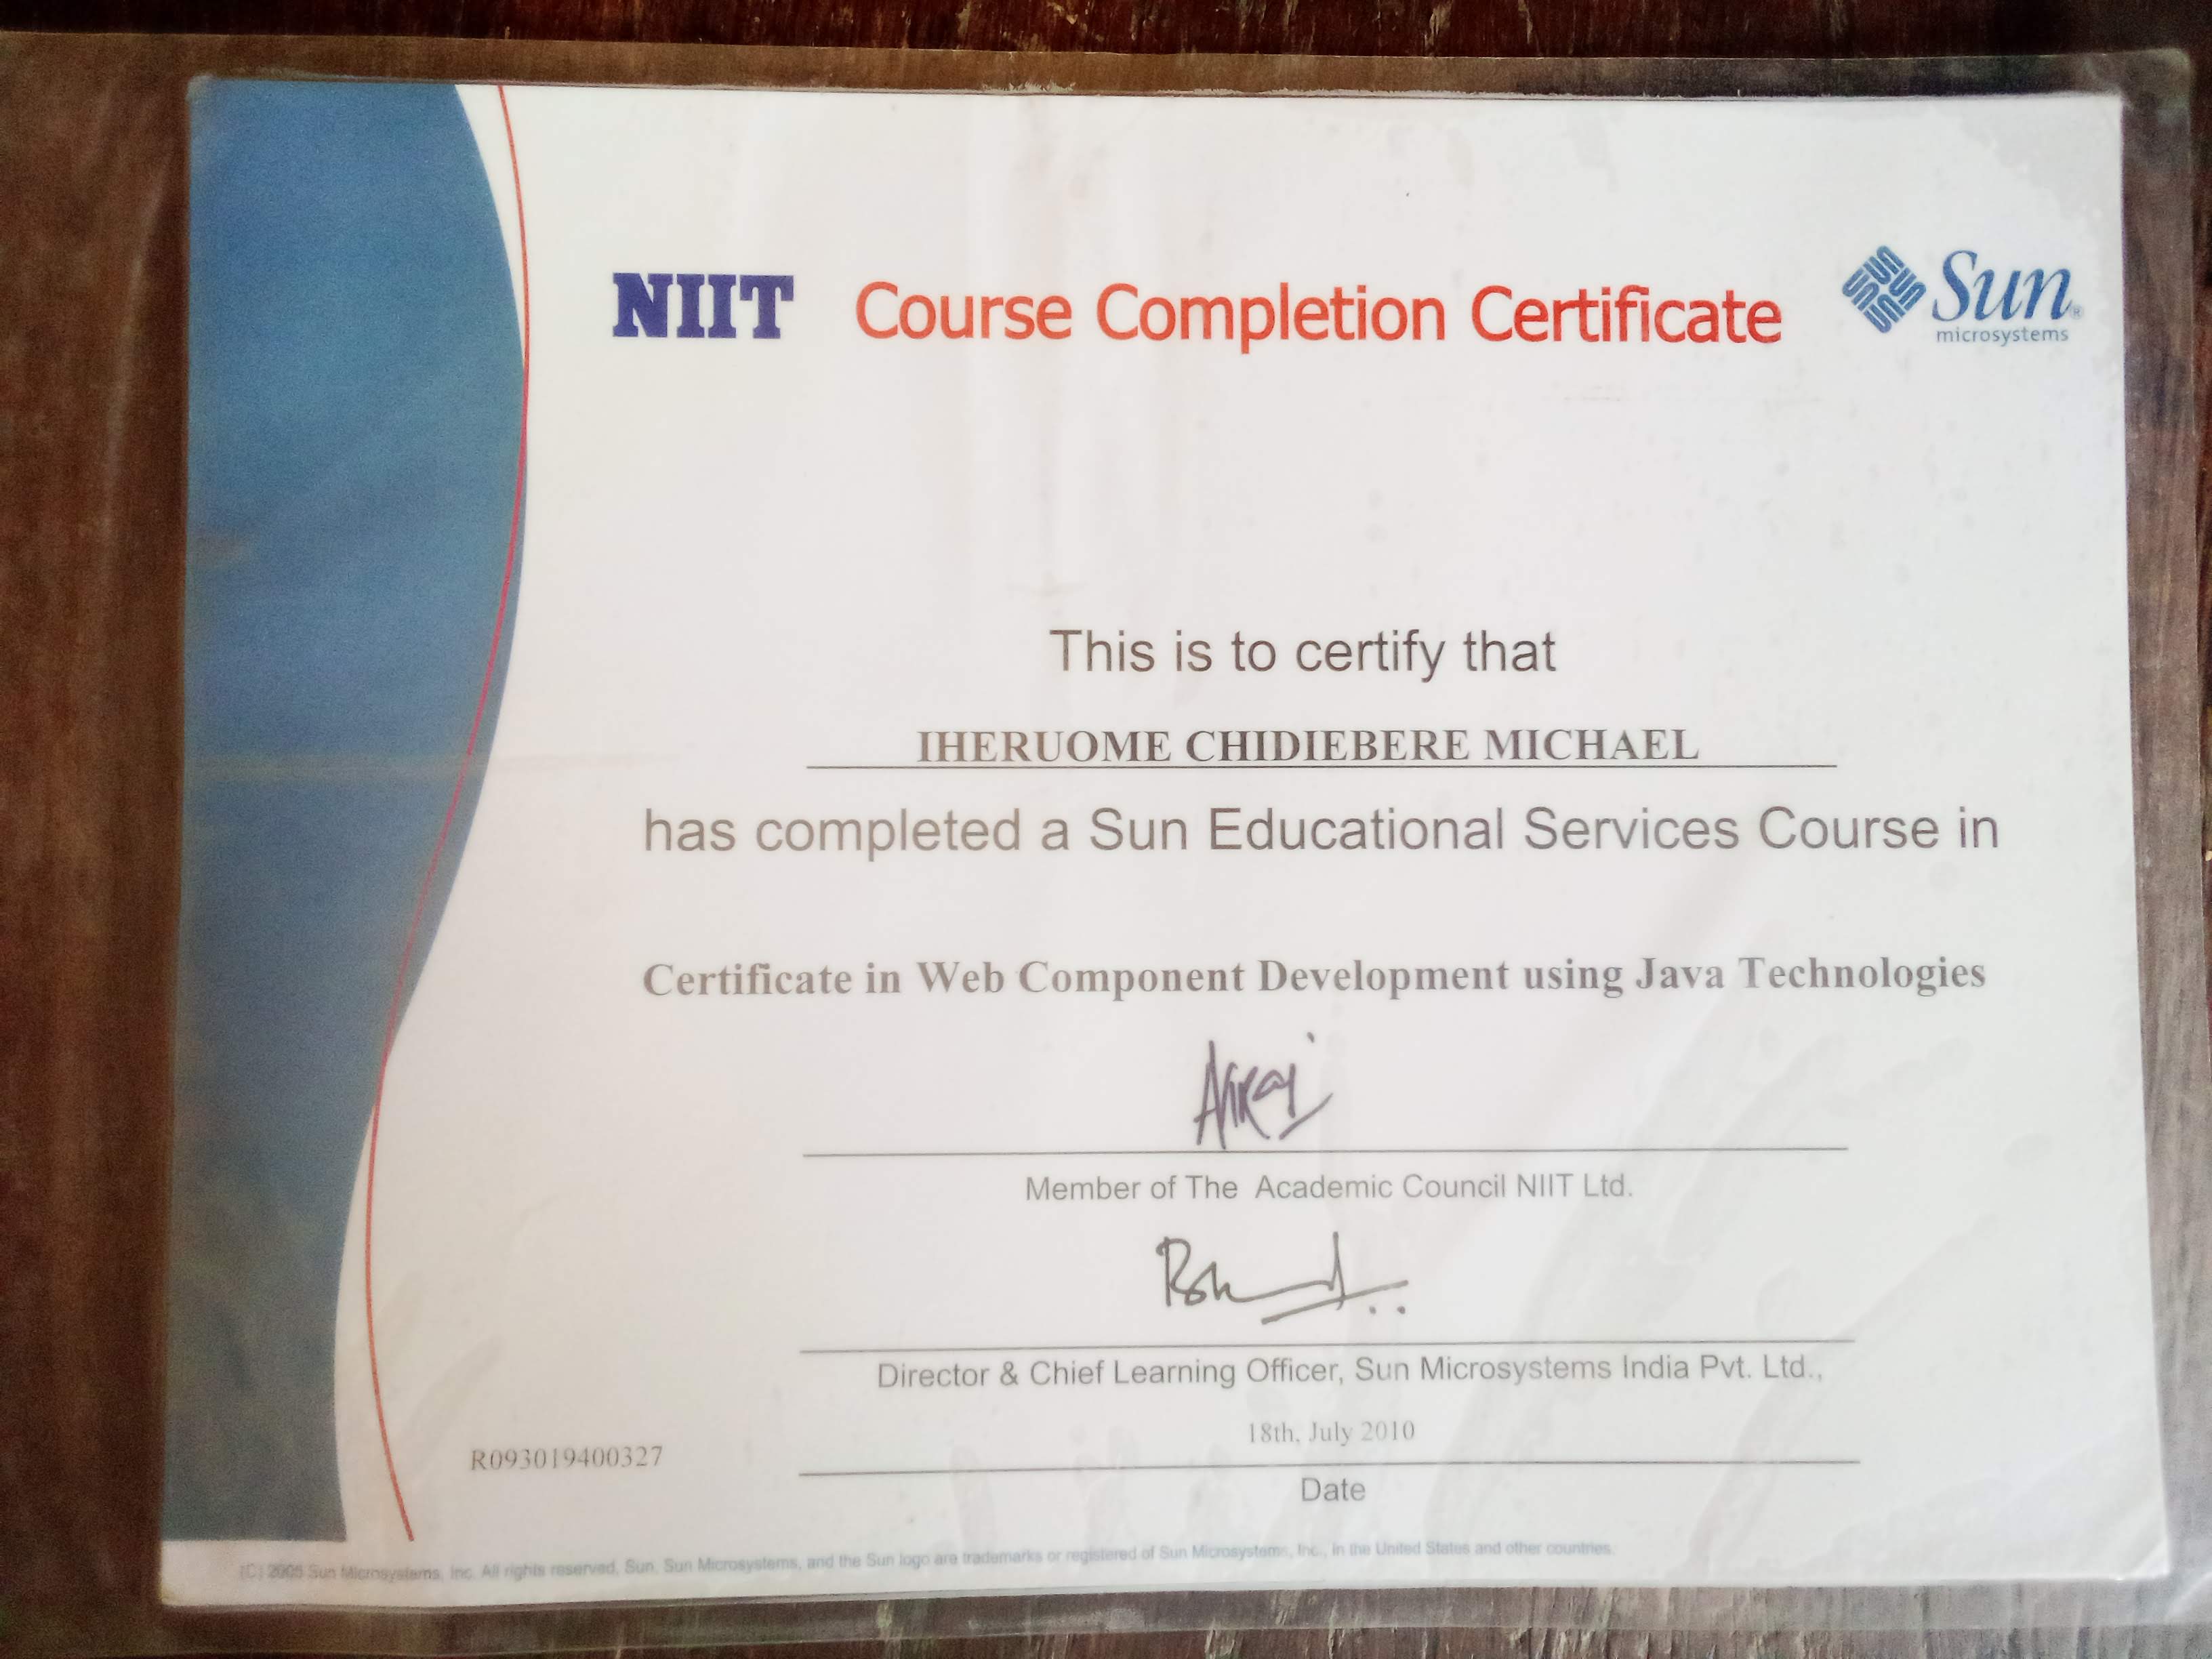 NIIT Course Completion Certificate Sun®
microsystems
This is to certify that
IHERUOME CHIDIEBERE MICHAEL
has completed a Sun Educational Services Course in
Certificate in Web Component Development using Java Technologies
Member of The Academic Council NIIT Ltd.
Director & Chief Learning Officer, Sun Microsystems India Pvt. Ltd.,
18th, July 2010
R093019400327
Date
(C) 2005 Sun Microsystems, Inc. All rights reserved, Sun, Sun Microsystems, and the Sun logo are trademarks or registered of Sun Microsystems, Inc., in the United States and other countries.